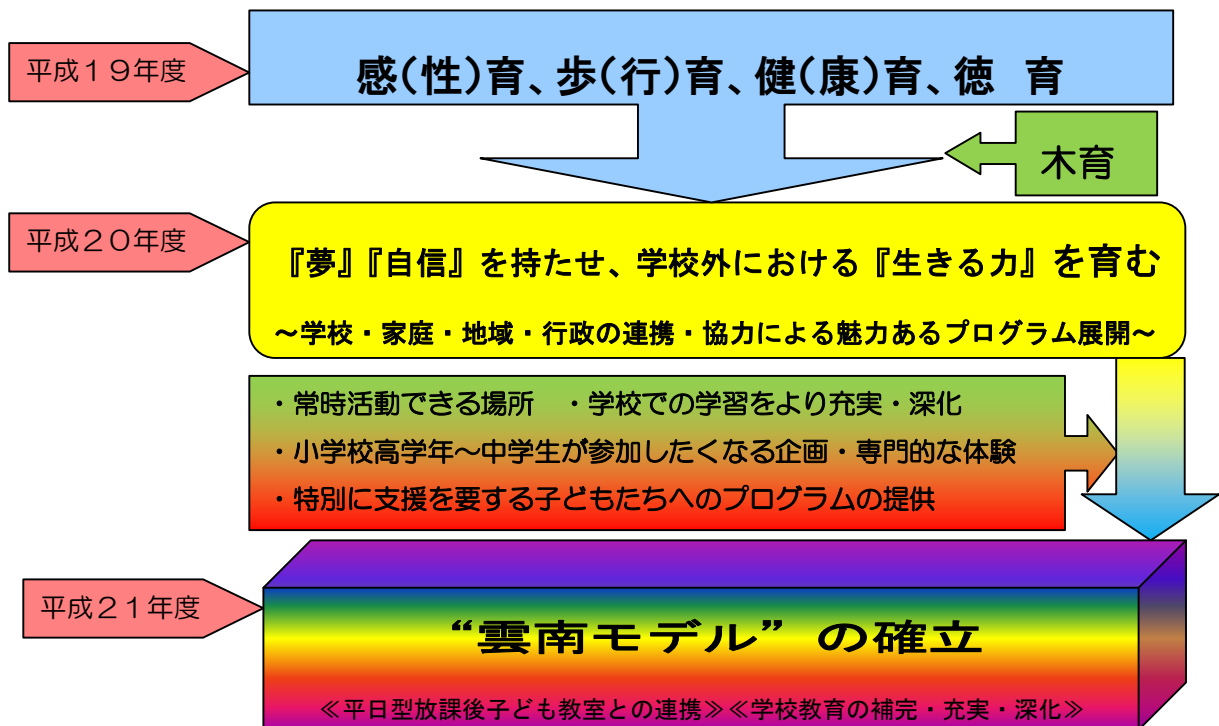 平成１９年度
感(性)育、歩(行)育、健(康)育、徳　育
木育
平成２０年度
『夢』『自信』を持たせ、学校外における『生きる力』を育む
～学校・家庭・地域・行政の連携・協力による魅力あるプログラム展開～
・常時活動できる場所　・学校での学習をより充実・深化
・小学校高学年～中学生が参加したくなる企画・専門的な体験
・特別に支援を要する子どもたちへのプログラムの提供
平成２１年度
“雲南モデル”の確立
≪平日型放課後子ども教室との連携≫≪学校教育の補完・充実・深化≫